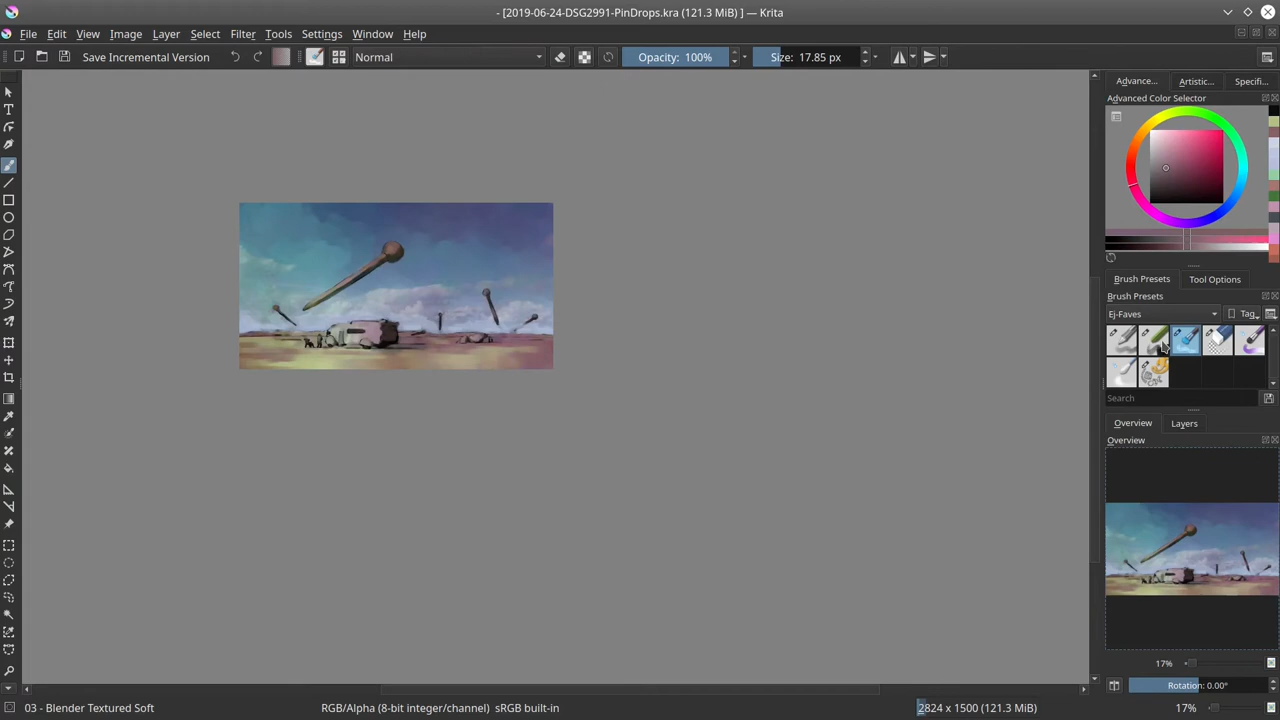 - [2019-06-24-DSG2991-PinDrops.kra (121.3 MiB) ] — Krita
File Edit View Image Layer Select Filter Tools Settings Window Help
Save Incremental Version Normal Opacity: 100% Size: 17.85 px
Advance... Artistic... Specifi...
Advanced Color Selector
Brush Presets Tool Options
Brush Presets
Ej-Faves Tag
Search
Overview Layers
Overview
17%
Rotation: 0.00°
03 - Blender Textured Soft RGB/Alpha (8-bit integer/channel) sRGB built-in 2824 x 1500 (121.3 MiB) 17%